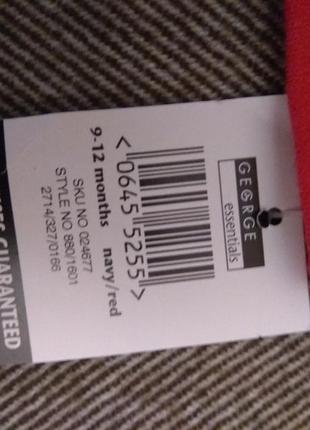 GEORGE
essentials
< 0645 5255 >
9-12 months navy/red
SKU NO 024677
STYLE NO 880/1601
2714/327/0166
GUARANTEED